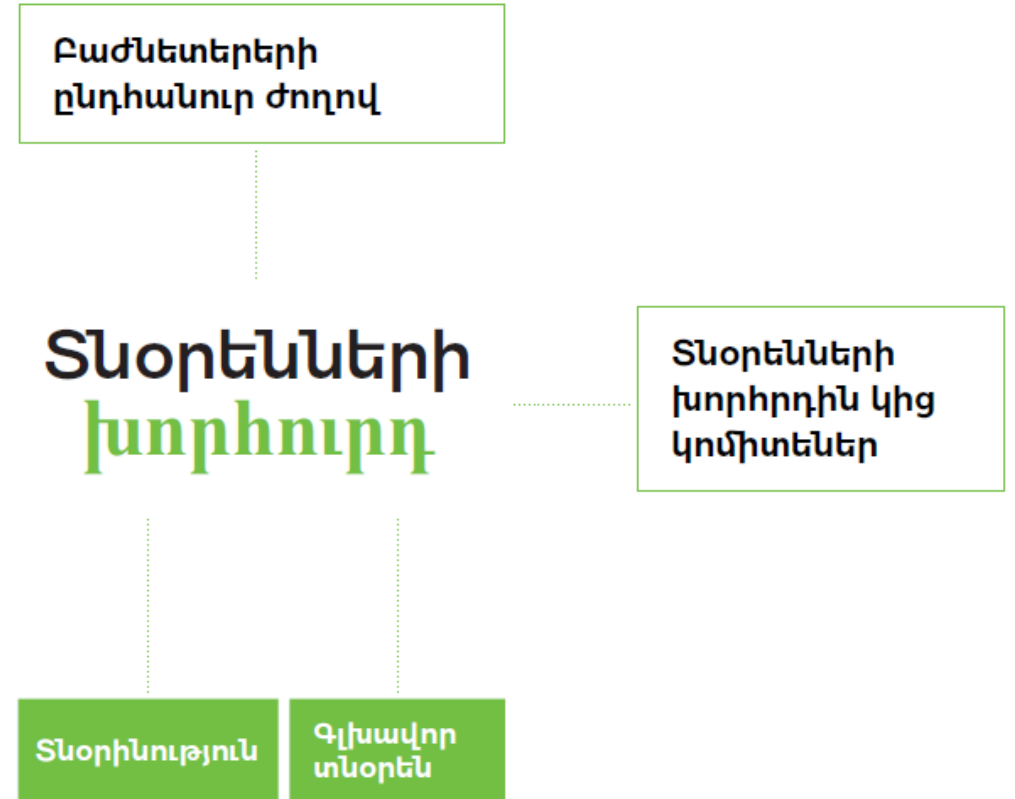 Բաժնետերերի
ընդհանուր ժողով
Տնօրենների
խորհուրդ
Տնօրենների
խորհրդին կից
կոմիտեներ
Տնօրինություն
Գլխավոր
տնօրեն